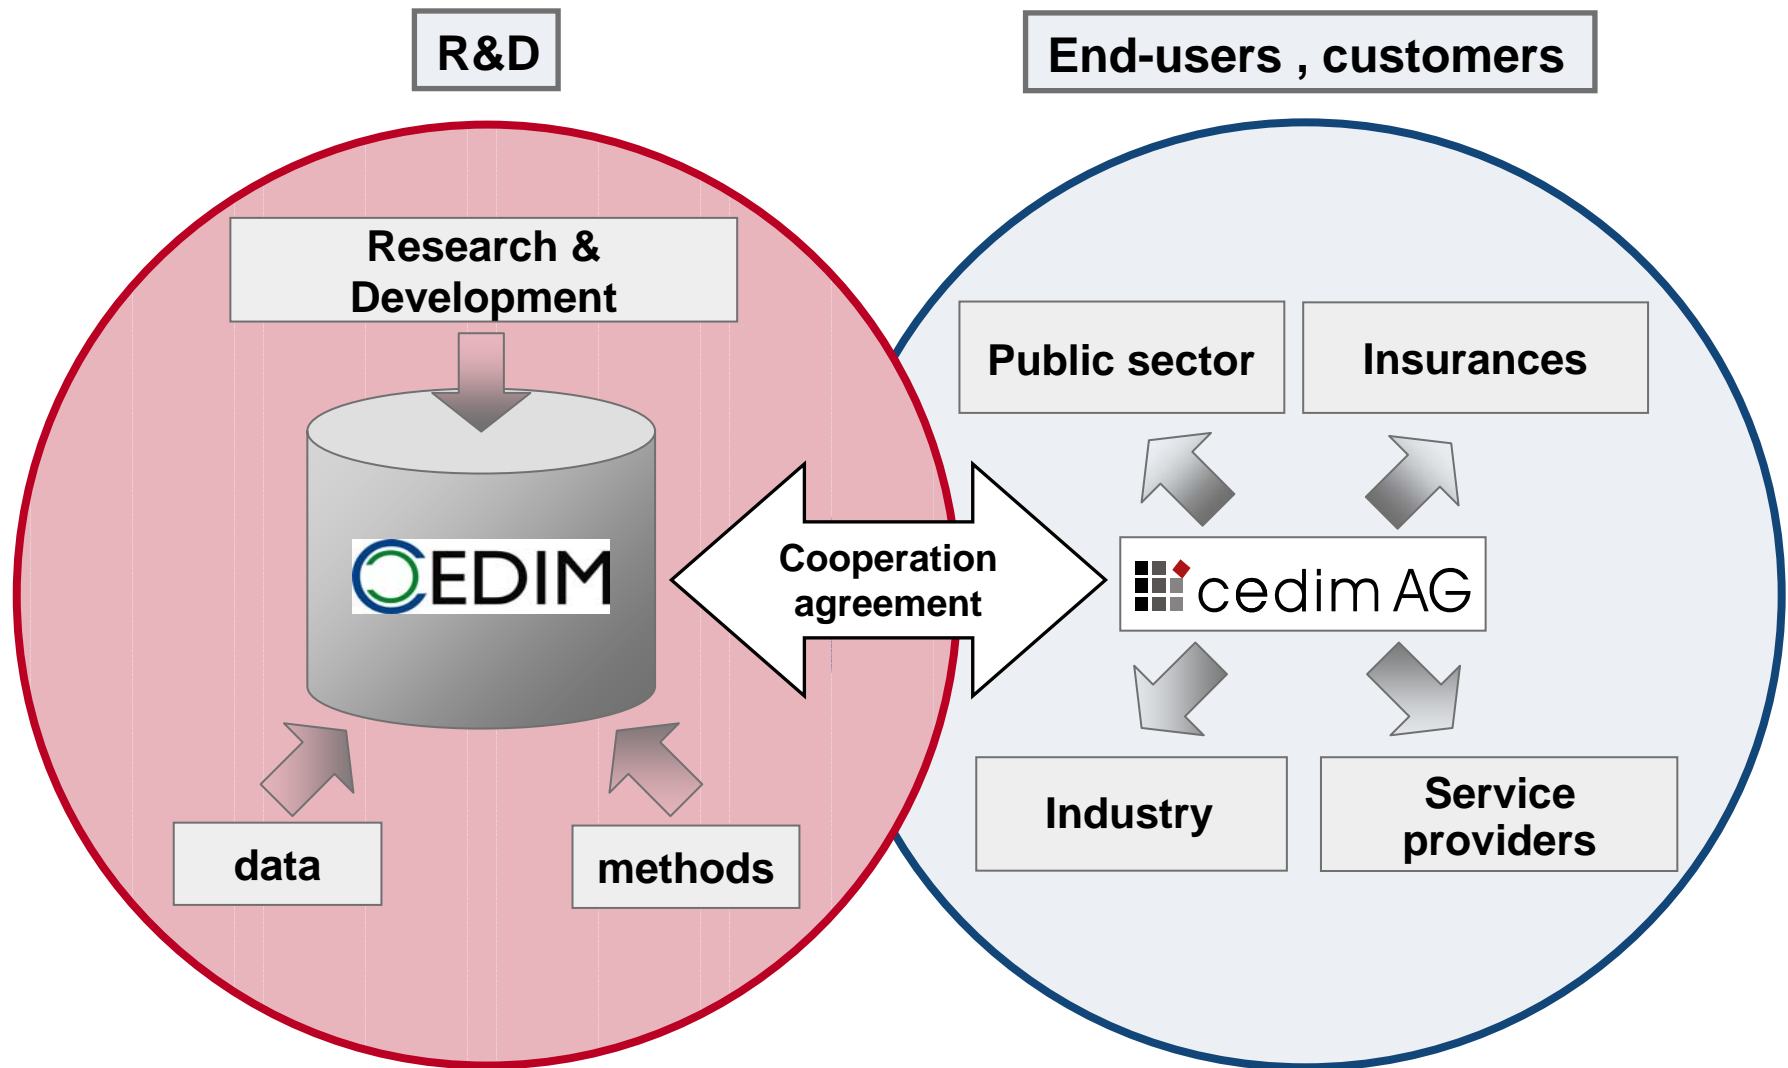 R&D
End-users , customers
Research &
Development
Public sector
Insurances
CEDIM
Cooperation
agreement
cedim AG
Industry
Service
providers
data
methods